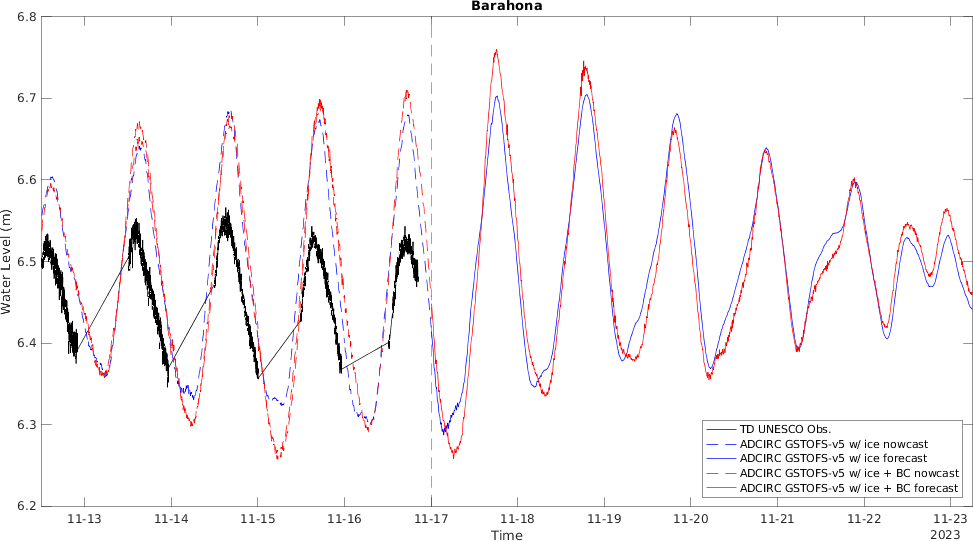 Barahona
6.8
6.7
6.6
6.5
6.4
6.3
6.2
Water Level (m)
11-13 11-14 11-15 11-16 11-17 11-18 11-19 11-20 11-21 11-22 11-23
Time
2023
TD UNESCO Obs.
ADCIRC GSTOFS-v5 w/ ice nowcast
ADCIRC GSTOFS-v5 w/ ice forecast
ADCIRC GSTOFS-v5 w/ ice + BC nowcast
ADCIRC GSTOFS-v5 w/ ice + BC forecast